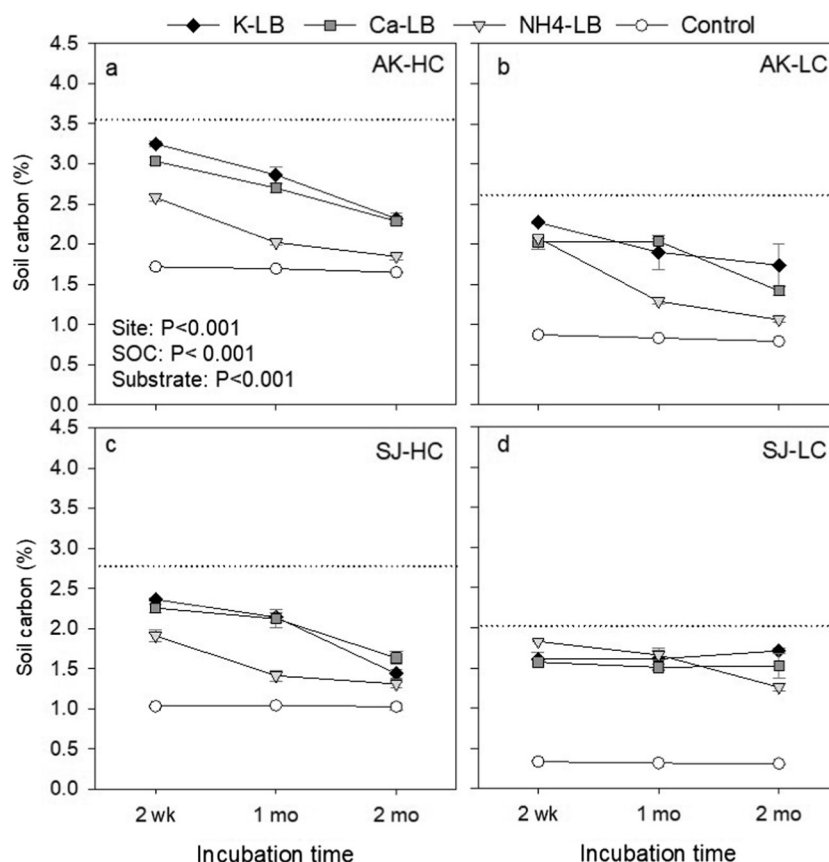 K-LB Ca-LB NH4-LB Control
a AK-HC
b AK-LC
4.5
4.0
3.5
3.0
2.5
2.0
1.5
1.0
0.5
0.0
Soil carbon (%)
Site: P<0.001
SOC: P< 0.001
Substrate: P<0.001
c SJ-HC
d SJ-LC
4.5
4.0
3.5
3.0
2.5
2.0
1.5
1.0
0.5
0.0
Soil carbon (%)
2 wk 1 mo 2 mo
2 wk 1 mo 2 mo
Incubation time
Incubation time